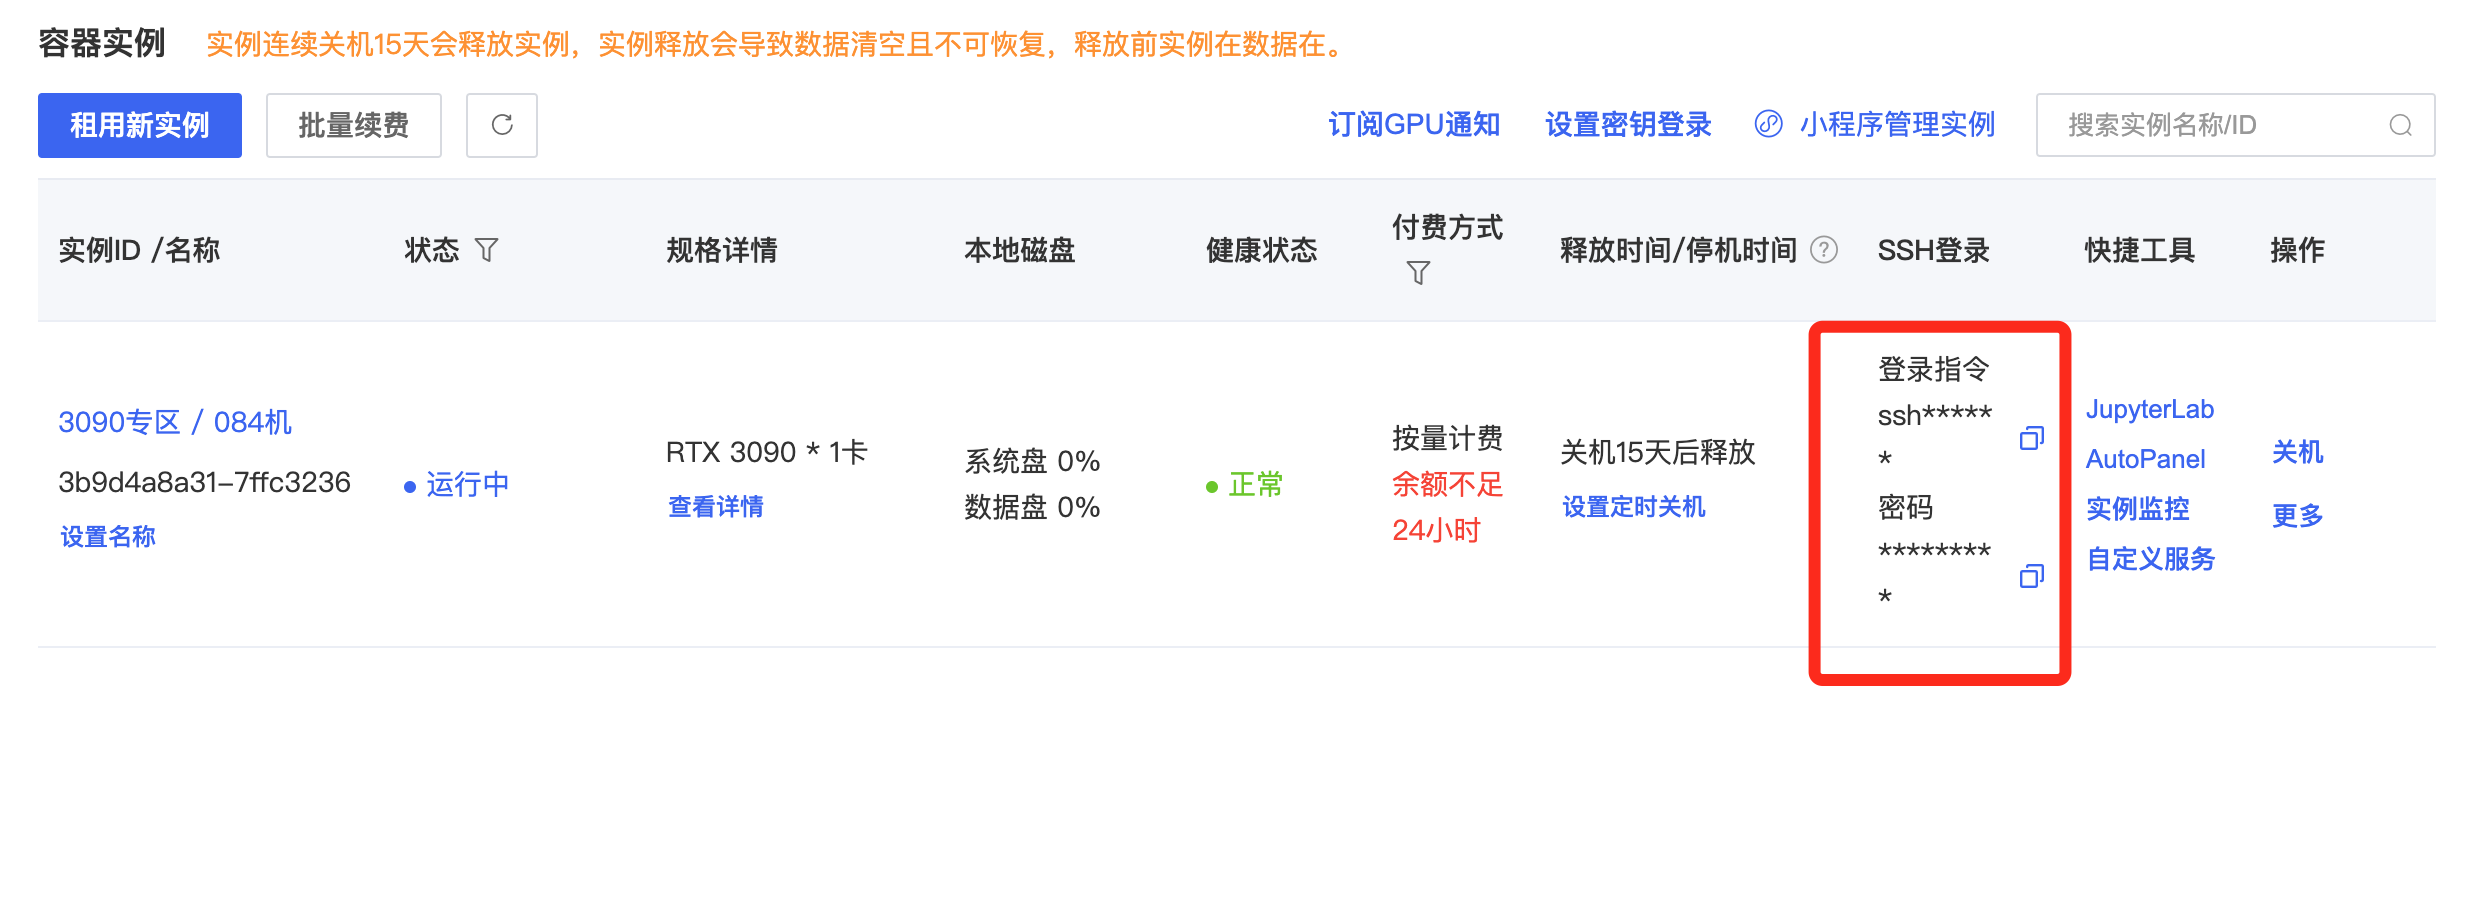 容器实例 实例连续关机15天会释放实例，实例释放会导致数据清空且不可恢复，释放前实例在数据在。
租用新实例 批量续费 订阅GPU通知 设置密钥登录 小程序管理实例 搜索实例名称/ID
实例ID /名称 状态 规格详情 本地磁盘 健康状态 付费方式 释放时间/停机时间 ? SSH登录 快捷工具 操作
3090专区 / 084机
3b9d4a8a31-7ffc3236
设置名称
运行中
RTX 3090 * 1卡
查看详情
系统盘 0%
数据盘 0%
正常
按量计费
余额不足
24小时
关机15天后释放
设置定时关机
登录指令
ssh*****
*
密码
********
*
JupyterLab
AutoPanel
实例监控
自定义服务
关机
更多